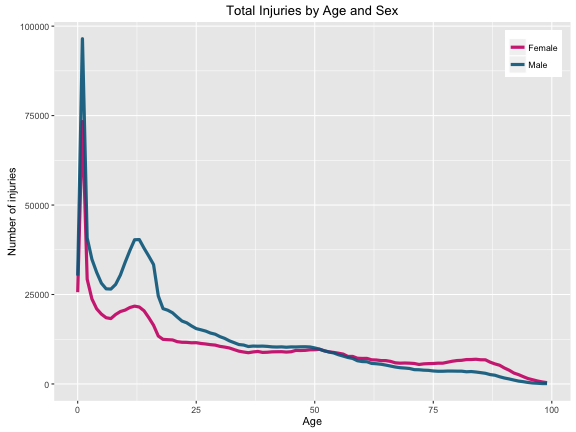 Total Injuries by Age and Sex
100000
75000
50000
25000
0
Number of injuries
Female
Male
0 25 50 75 100
Age